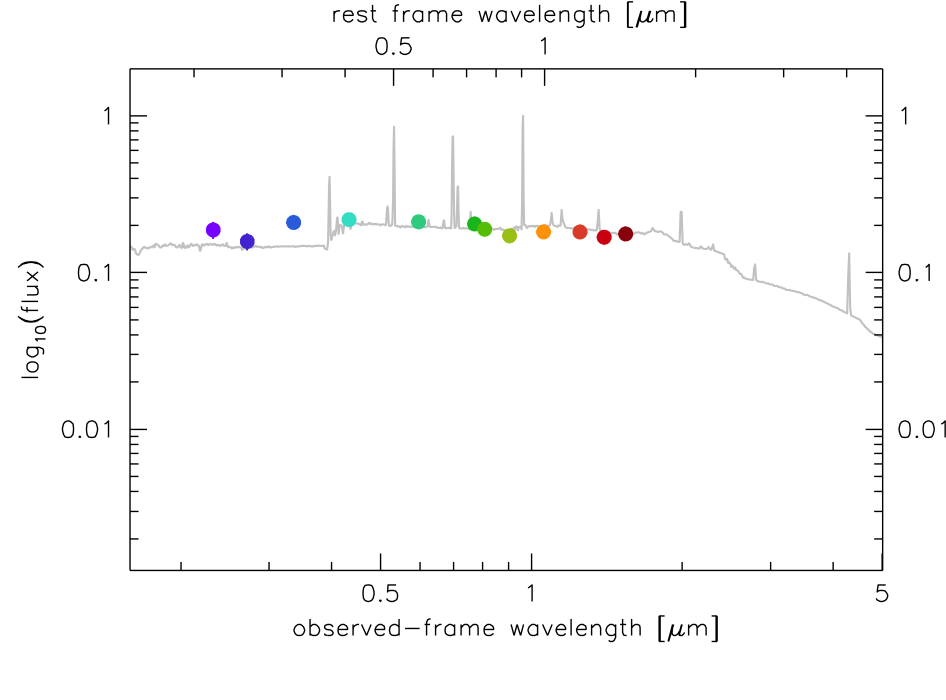 rest frame wavelength [μm]
0.5 1
1 1
0.1 0.1
log10(flux)
0.01 0.01
0.5 1 5
observed-frame wavelength [μm]